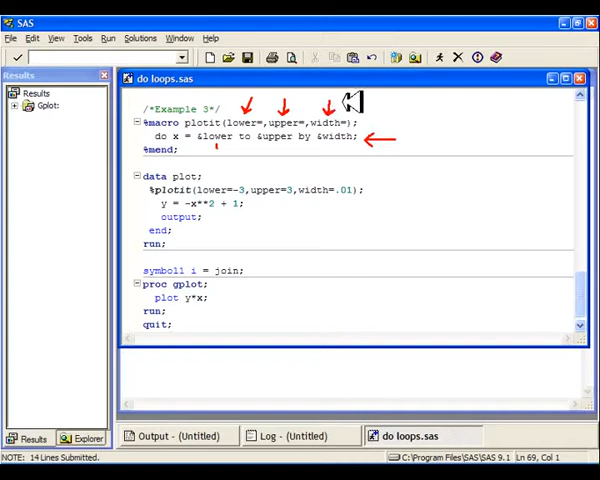 SAS
File Edit View Tools Run Solutions Window Help
Results
Results
Gplot:
do loops.sas
/*Example 3*/
%macro plotit(lower=,upper=,width=);
do x = &lower to &upper by &width;
%mend;
data plot;
%plotit(lower=-3,upper=3,width=.01);
y = -x**2 + 1;
output;
end;
run;
symbol1 i = join;
proc gplot;
plot y*x;
run;
quit;
Results Explorer
Output - (Untitled) Log - (Untitled) do loops.sas
NOTE: 14 Lines Submitted. C:\Program Files\SAS\SAS 9.1 Ln 69, Col 1